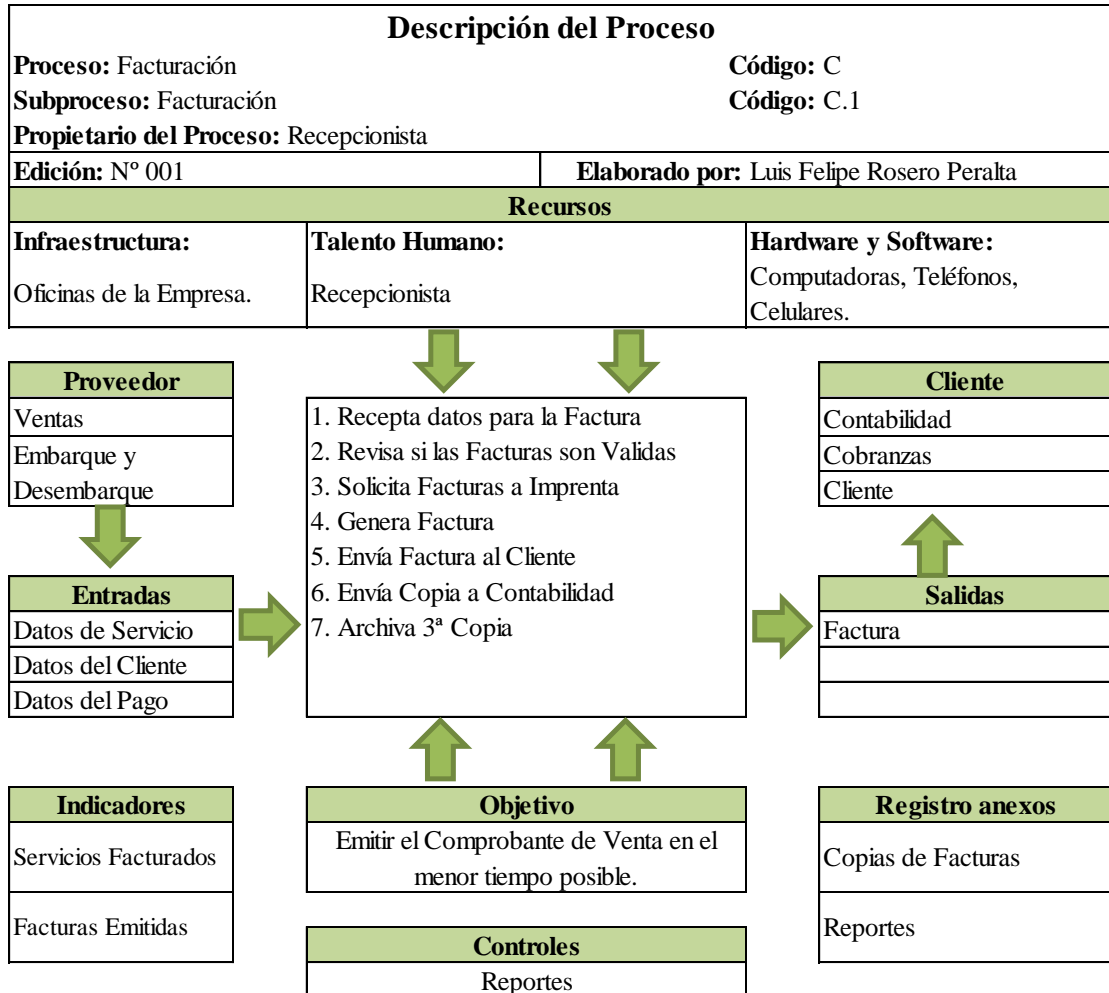 Descripción del Proceso
Proceso: Facturación
Código: C
Subproceso: Facturación
Código: C.1
Propietario del Proceso: Recepcionista
Edición: Nº 001
Elaborado por: Luis Felipe Rosero Peralta
Recursos
Infraestructura:
Oficinas de la Empresa.
Talento Humano:
Recepcionista
Hardware y Software:
Computadoras, Teléfonos,
Celulares.
Proveedor
Ventas
Embarque y
Desembarque
Entradas
Datos de Servicio
Datos del Cliente
Datos del Pago
1. Recepta datos para la Factura
2. Revisa si las Facturas son Validas
3. Solicita Facturas a Imprenta
4. Genera Factura
5. Envía Factura al Cliente
6. Envía Copia a Contabilidad
7. Archiva 3ª Copia
Cliente
Contabilidad
Cobranzas
Cliente
Salidas
Factura
Indicadores
Servicios Facturados
Facturas Emitidas
Objetivo
Emitir el Comprobante de Venta en el
menor tiempo posible.
Controles
Reportes
Registro anexos
Copias de Facturas
Reportes